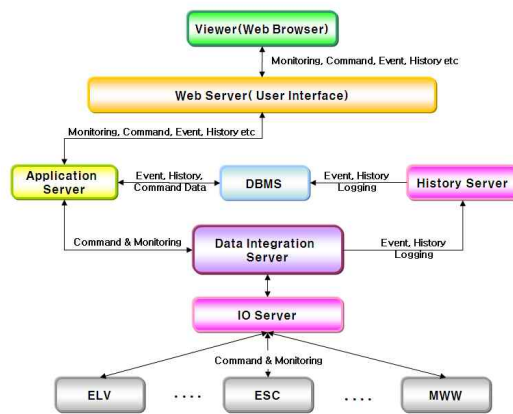 Viewer(Web Browser)
Monitoring, Command, Event, History etc
Web Server( User Interface)
Monitoring, Command, Event, History etc
Application
Server
Event, History,
Command Data
DBMS
Event, History
Logging
History Server
Command & Monitoring
Data Integration
Server
Event, History
Logging
IO Server
Command & Monitoring
ELV
....
ESC
....
MWW